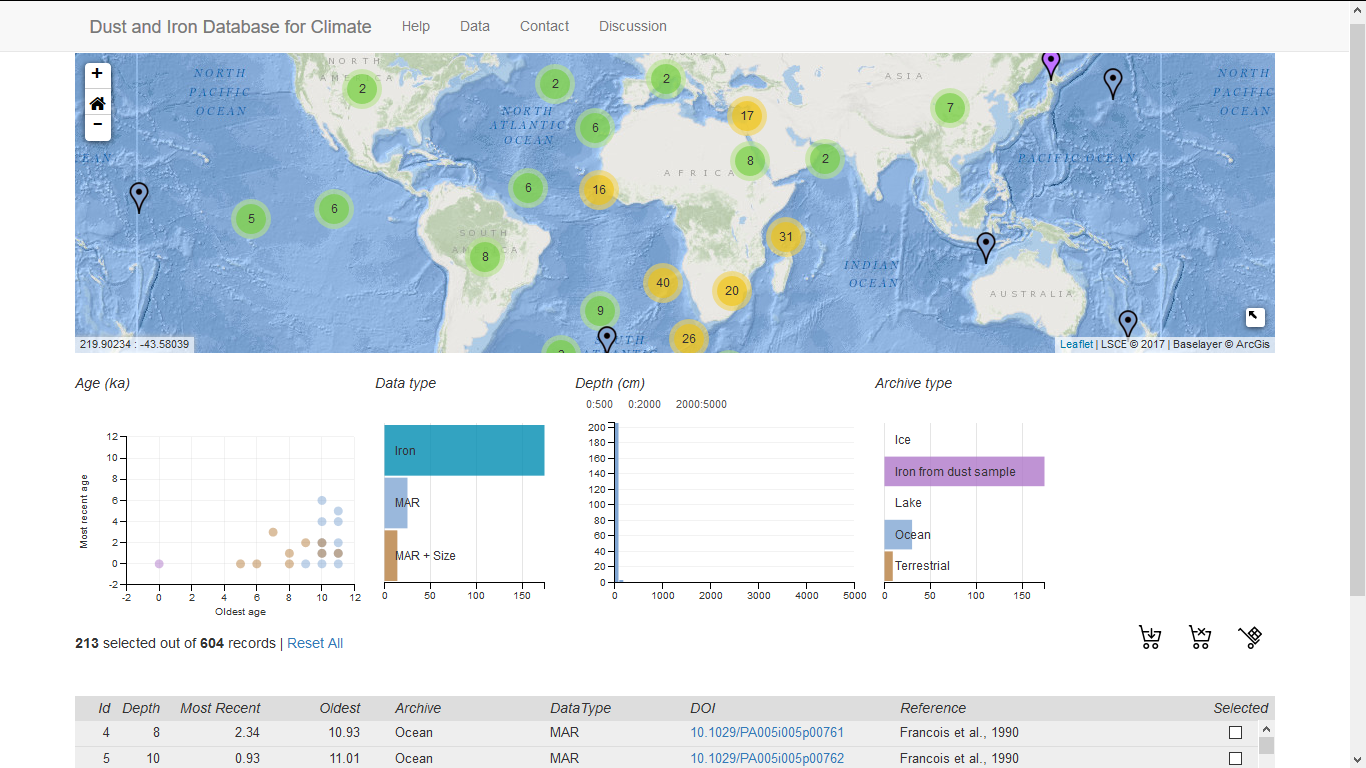 Dust and Iron Database for Climate Help Data Contact Discussion
NORTH
AMERICA
EUROPE
ASIA
NORTH
PACIFIC
OCEAN
NORTH
PACIFIC
OCEAN
+
−
2
2
2
17
7
NORTH
ATLANTIC
OCEAN
6
8
2
EAN
PACIFIC OCEAN
AFRICA
6
16
5
6
SOUTH
AMERICA
8
31
INDIAN
OCEAN
40
20
AUSTRALIA
9
26
SOUTH
ATLANTIC
219.90234 : -43.58039
Leaflet | LSCE © 2017 | Baselayer © ArcGis
Age (ka) Data type Depth (cm) Archive type
0:500 0:2000 2000:5000
12
10
8
6
4
2
0
-2
Most recent age
-2 0 2 4 6 8 10 12
Oldest age
Iron
MAR
MAR + Size
0 50 100 150
200
180
160
140
120
100
80
60
40
20
0
0 1000 2000 3000 4000 5000
Ice
Iron from dust sample
Lake
Ocean
Terrestrial
0 50 100 150
213 selected out of 604 records | Reset All
Id Depth Most Recent Oldest Archive DataType DOI Reference Selected
4 8 2.34 10.93 Ocean MAR 10.1029/PA005i005p00761 Francois et al., 1990
5 10 0.93 11.01 Ocean MAR 10.1029/PA005i005p00762 Francois et al., 1990